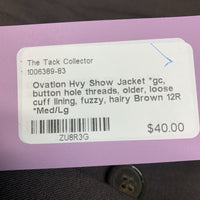 The Tack Collector
1006389-83
Ovation Hvy Show Jacket *gc,
button hole threads, older, loose
cuff lining, fuzzy, hairy Brown 12R
*Med/Lg
$40.00
ZU8R3G